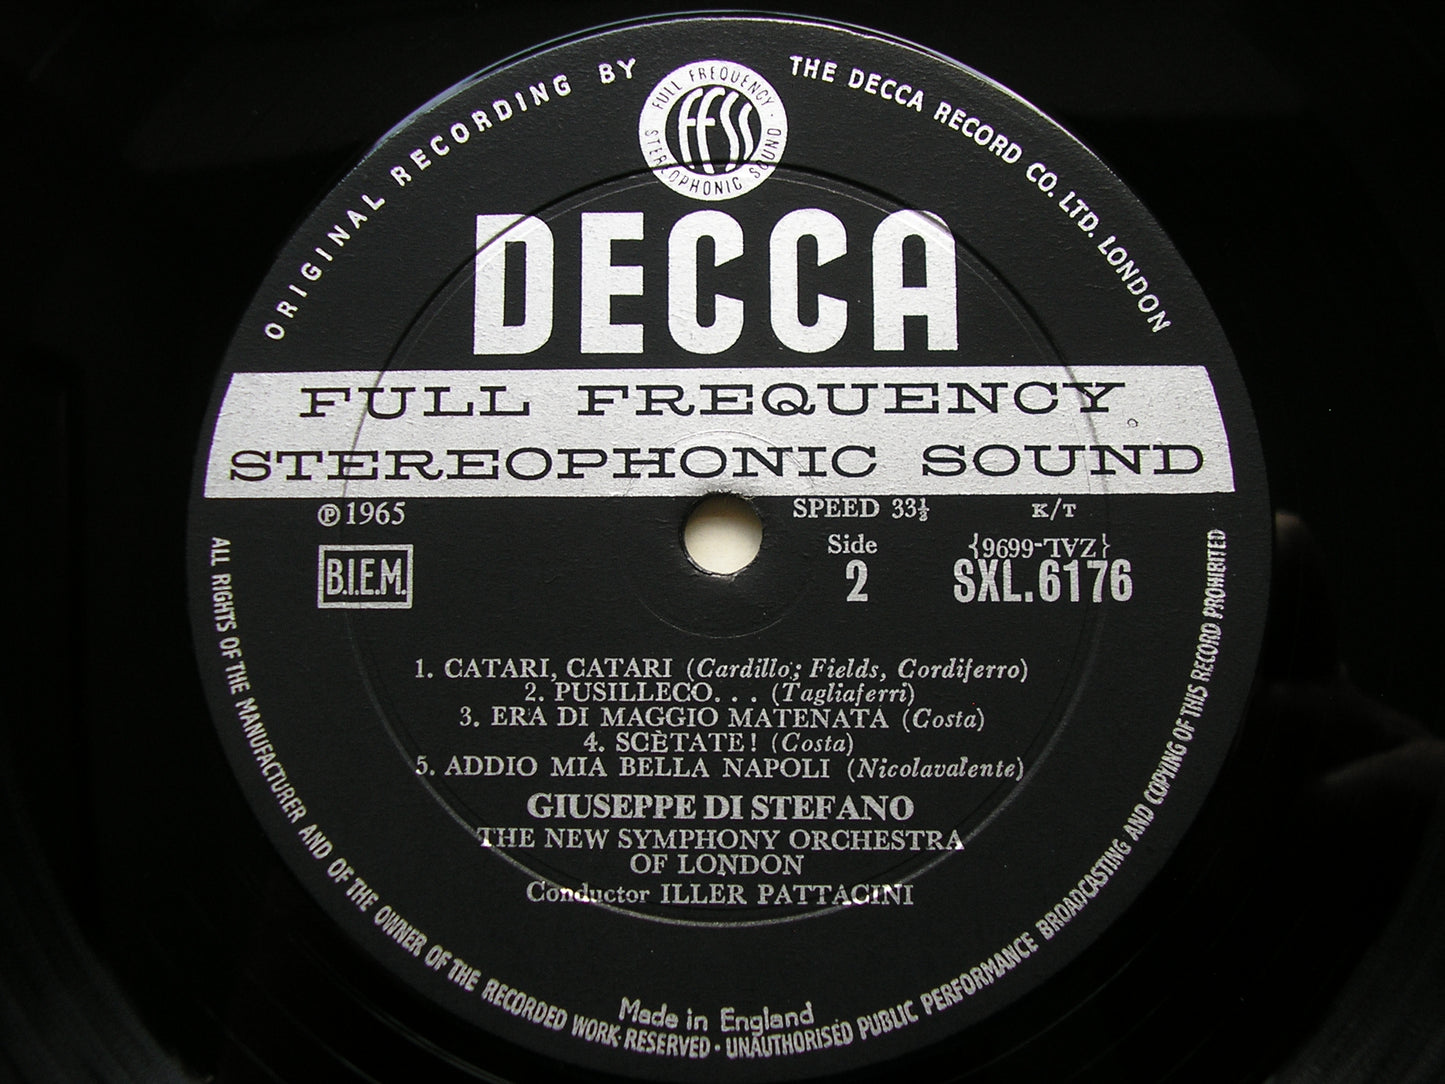 ORIGINAL RECORDING BY THE DECCA RECORD CO. LTD. LONDON
FULL FREQUENCY · STEREOPHONIC SOUND ·
FFSS
DECCA
FULL FREQUENCY
STEREOPHONIC SOUND
℗ 1965
SPEED 33⅓
K/T
B.I.E.M.
Side
2
{ZAL-6696}
SXL.6176
1. CATARI, CATARI (Cardillo; Fields, Cordiferro)
2. PUSILLECO. . . (Tagliaferri)
3. ERA DI MAGGIO MATENATA (Costa)
4. SCÈTATE! (Costa)
5. ADDIO MIA BELLA NAPOLI (Nicolavalente)
GIUSEPPE DI STEFANO
THE NEW SYMPHONY ORCHESTRA
OF LONDON
Conductor ILLER PATTACINI
Made in England
ALL RIGHTS OF THE MANUFACTURER AND OF THE OWNER OF THE RECORDED WORK RESERVED · UNAUTHORISED PUBLIC PERFORMANCE BROADCASTING AND COPYING OF THIS RECORD PROHIBITED